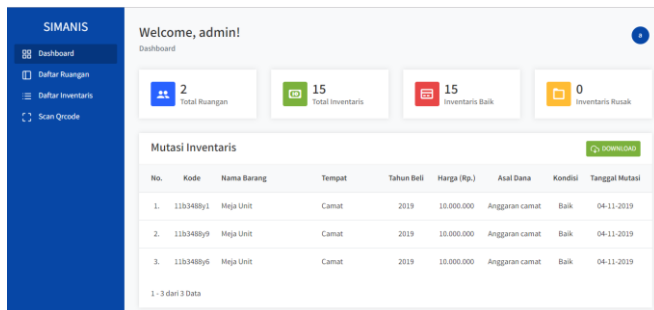 SIMANIS
Dashboard
Daftar Ruangan
Daftar Inventaris
Scan Qrcode
Welcome, admin!
Dashboard
a
2
Total Ruangan
15
Total Inventaris
15
Inventaris Baik
0
Inventaris Rusak
Mutasi Inventaris
DOWNLOAD
No. Kode Nama Barang Tempat Tahun Beli Harga (Rp.) Asal Dana Kondisi Tanggal Mutasi
1. 11b3488y1 Meja Unit Camat 2019 10.000.000 Anggaran camat Baik 04-11-2019
2. 11b3488y9 Meja Unit Camat 2019 10.000.000 Anggaran camat Baik 04-11-2019
3. 11b3488y6 Meja Unit Camat 2019 10.000.000 Anggaran camat Baik 04-11-2019
1 - 3 dari 3 Data